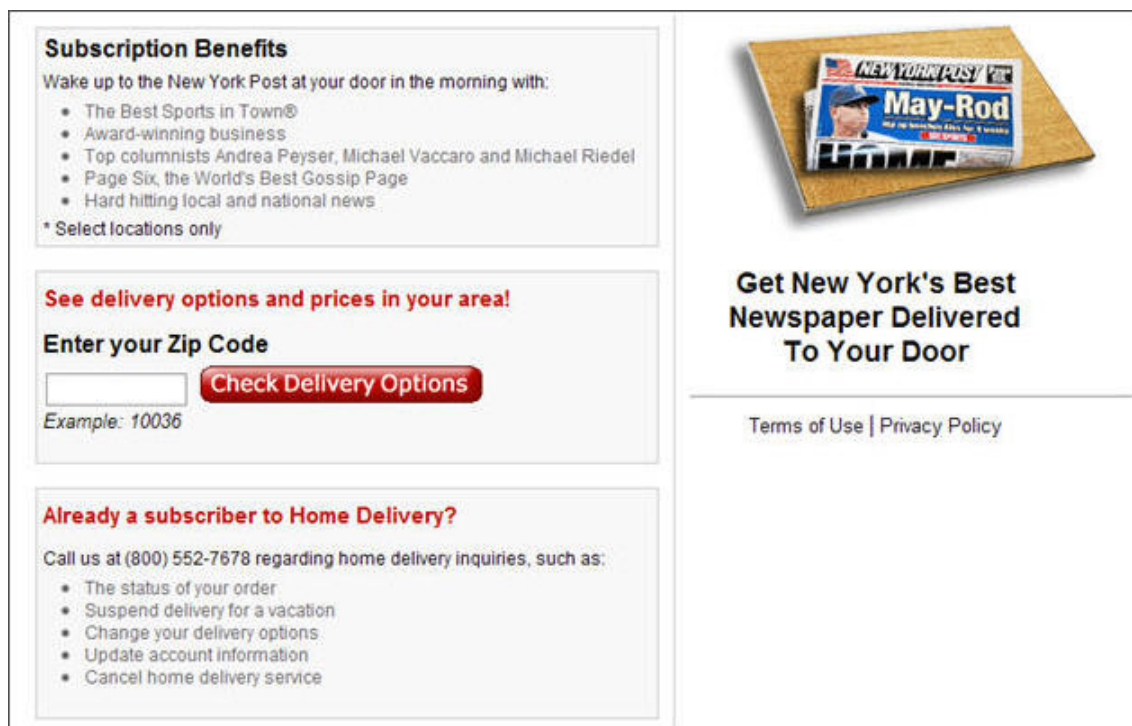 Subscription Benefits
Wake up to the New York Post at your door in the morning with:
• The Best Sports in Town®
• Award-winning business
• Top columnists Andrea Peyser, Michael Vaccaro and Michael Riedel
• Page Six, the World's Best Gossip Page
• Hard hitting local and national news
* Select locations only
See delivery options and prices in your area!
Enter your Zip Code
Check Delivery Options
Example: 10036
Already a subscriber to Home Delivery?
Call us at (800) 552-7678 regarding home delivery inquiries, such as:
• The status of your order
• Suspend delivery for a vacation
• Change your delivery options
• Update account information
• Cancel home delivery service
NEW YORK POST
May-Rod
HOME
Get New York's Best
Newspaper Delivered
To Your Door
Terms of Use | Privacy Policy